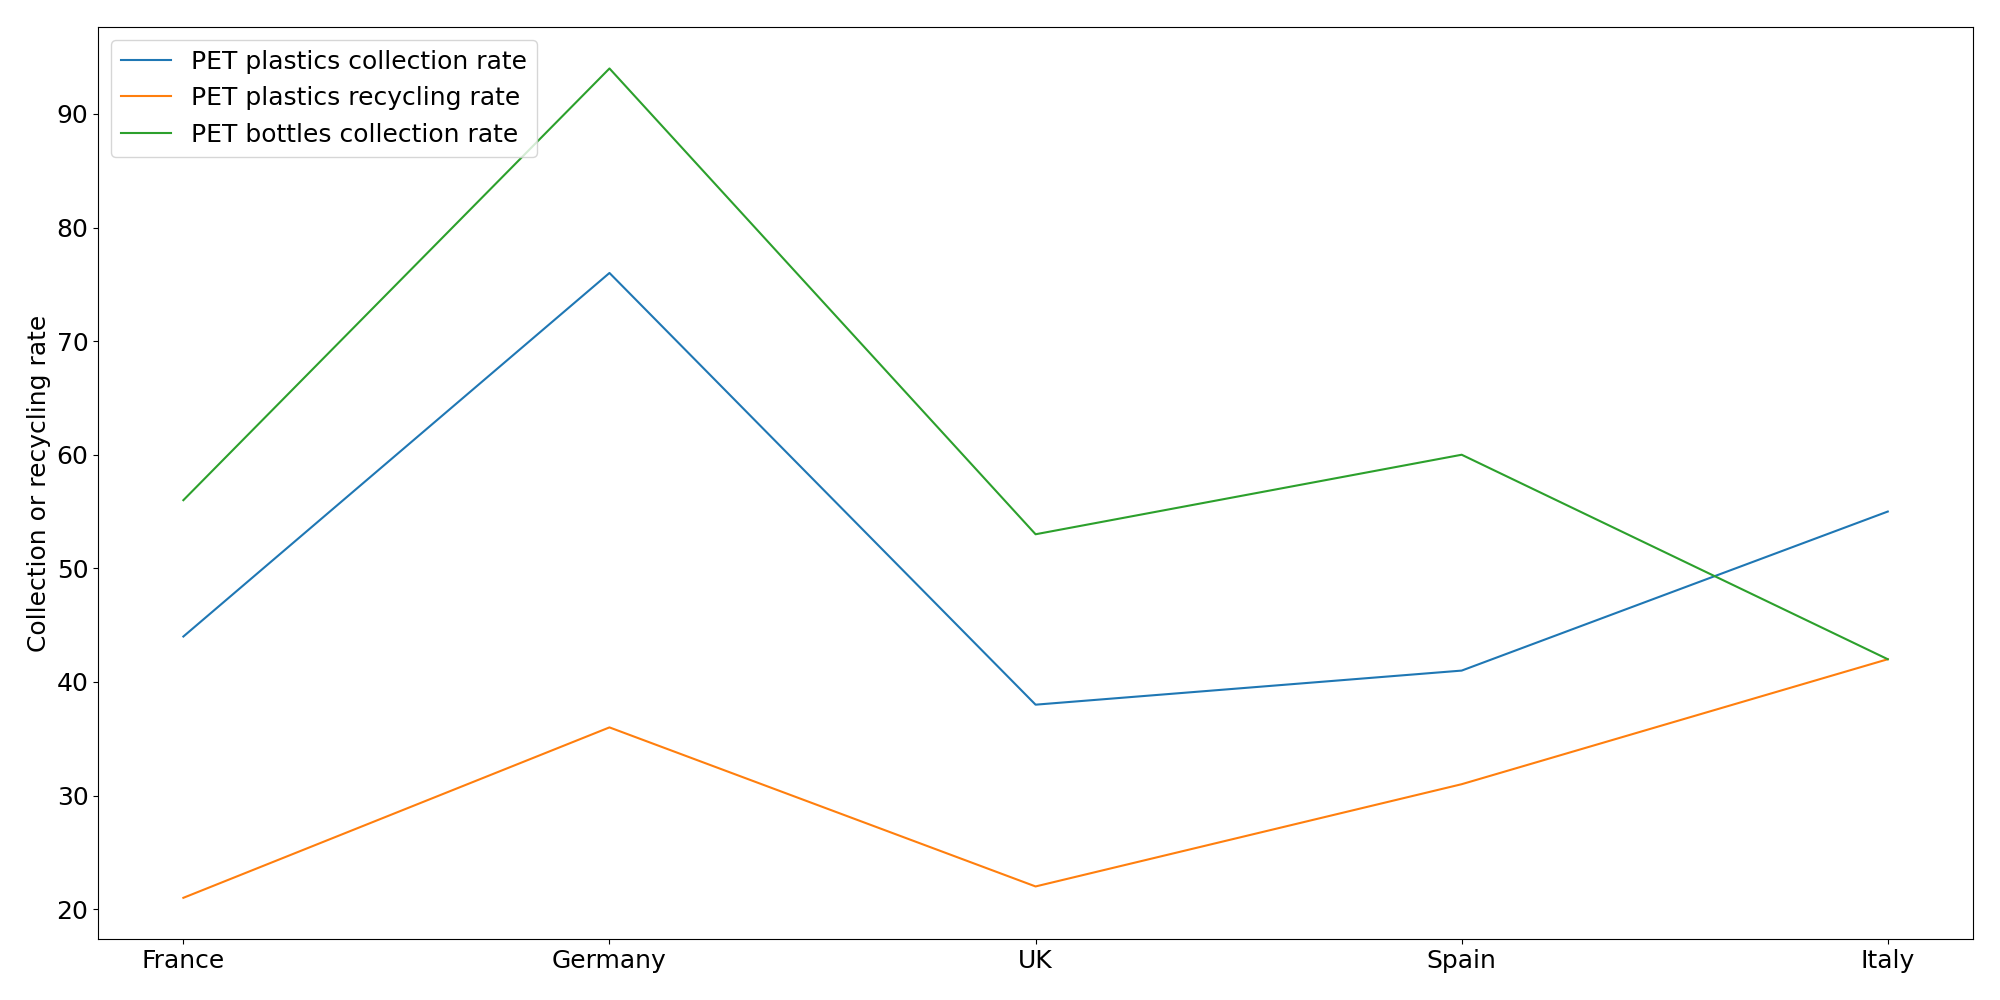 PET plastics collection rate
PET plastics recycling rate
PET bottles collection rate
Collection or recycling rate
90
80
70
60
50
40
30
20
France Germany UK Spain Italy